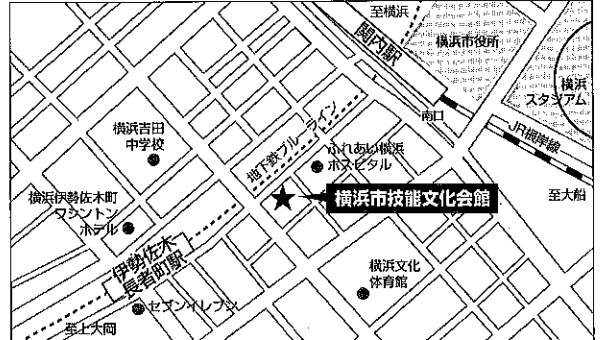 至横浜
関内駅
横浜市役所
横浜
スタジアム
南口
JR根岸線
至大船
横浜吉田
中学校
地下鉄ブルーライン
ふれあい横浜
ホスピタル
横浜市技能文化会館
横浜伊勢佐木町
ワシントン
ホテル
伊勢佐木
長者町駅
セブンイレブン
横浜文化
体育館
至上大岡